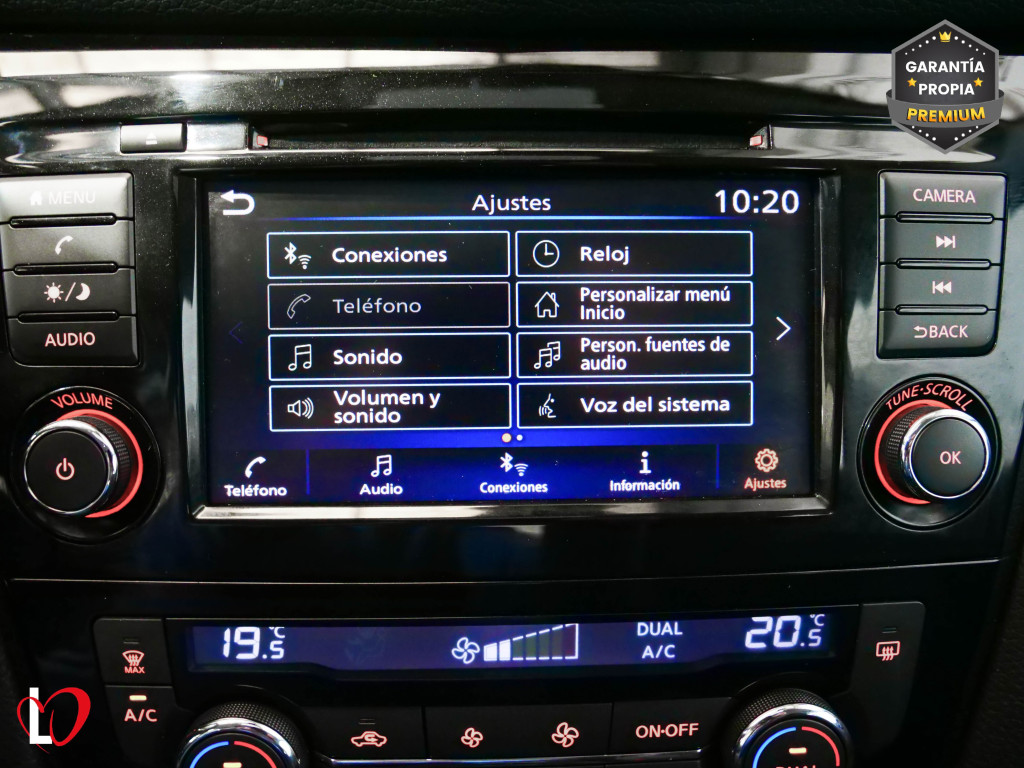 GARANTÍA
PROPIA
PREMIUM
MENU
CAMERA
AUDIO
BACK
VOLUME
TUNE·SCROLL
OK
Ajustes
10:20
Conexiones
Reloj
Teléfono
Personalizar menú
Inicio
Sonido
Person. fuentes de
audio
Volumen y
sonido
Voz del sistema
Teléfono
Audio
Conexiones
Información
Ajustes
19.5°C
DUAL
A/C
20.5°C
MAX
A/C
ON·OFF
DUAL
L